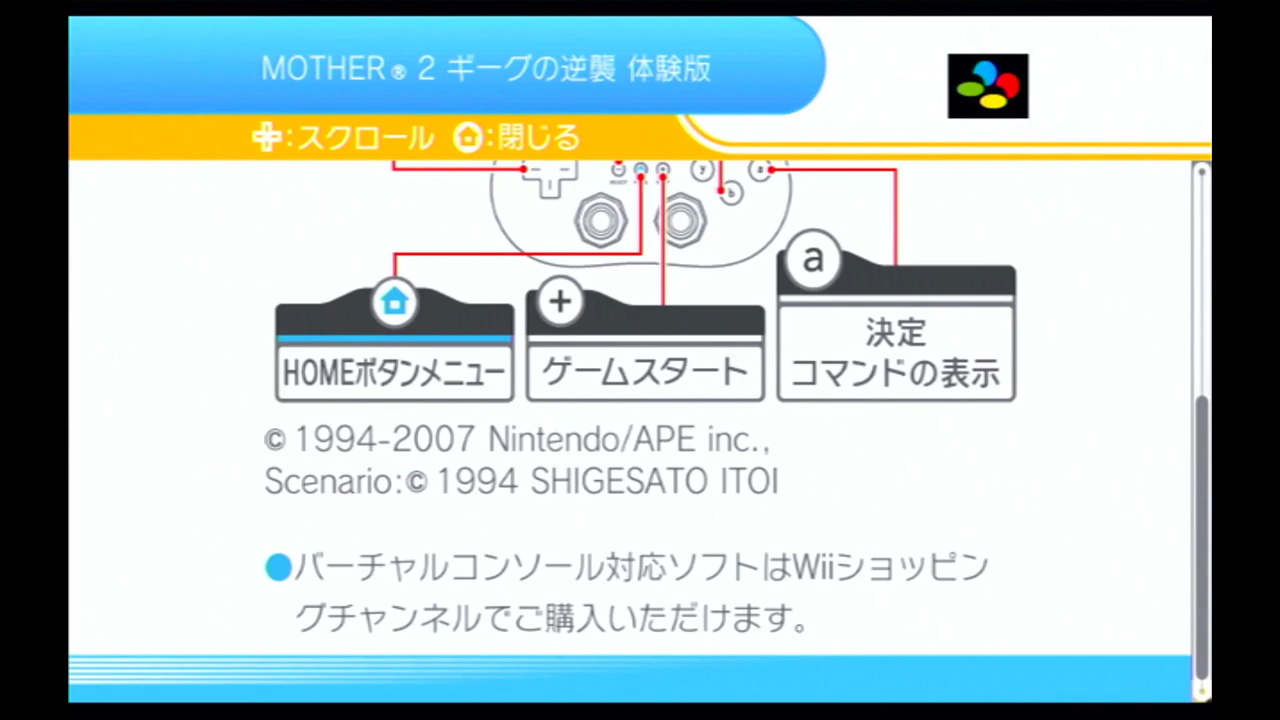 MOTHER® 2 ギーグの逆襲 体験版
:スクロール :閉じる
y
a
b
a
+
決定
コマンドの表示
HOMEボタンメニュー
ゲームスタート
© 1994-2007 Nintendo/APE inc.,
Scenario:© 1994 SHIGESATO ITOI
●バーチャルコンソール対応ソフトはWiiショッピン
グチャンネルでご購入いただけます。